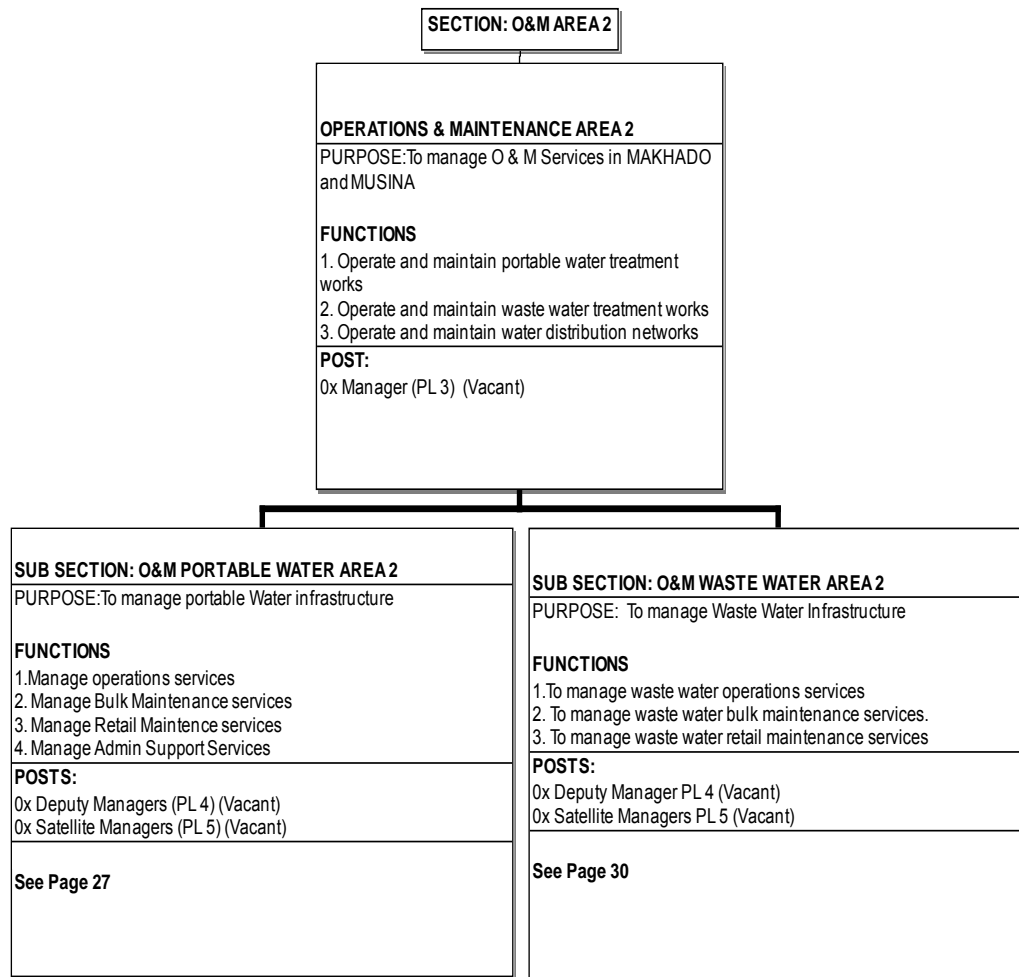 SECTION: O&M AREA 2
OPERATIONS & MAINTENANCE AREA 2
PURPOSE:To manage O & M Services in MAKHADO
and MUSINA
FUNCTIONS
1. Operate and maintain portable water treatment
works
2. Operate and maintain waste water treatment works
3. Operate and maintain water distribution networks
POST:
0x Manager (PL 3) (Vacant)
SUB SECTION: O&M PORTABLE WATER AREA 2
PURPOSE:To manage portable Water infrastructure
FUNCTIONS
1.Manage operations services
2. Manage Bulk Maintenance services
3. Manage Retail Maintence services
4. Manage Admin Support Services
POSTS:
0x Deputy Managers (PL 4) (Vacant)
0x Satellite Managers (PL 5) (Vacant)
See Page 27
SUB SECTION: O&M WASTE WATER AREA 2
PURPOSE: To manage Waste Water Infrastructure
FUNCTIONS
1.To manage waste water operations services
2. To manage waste water bulk maintenance services.
3. To manage waste water retail maintenance services
POSTS:
0x Deputy Manager PL 4 (Vacant)
0x Satellite Managers PL 5 (Vacant)
See Page 30